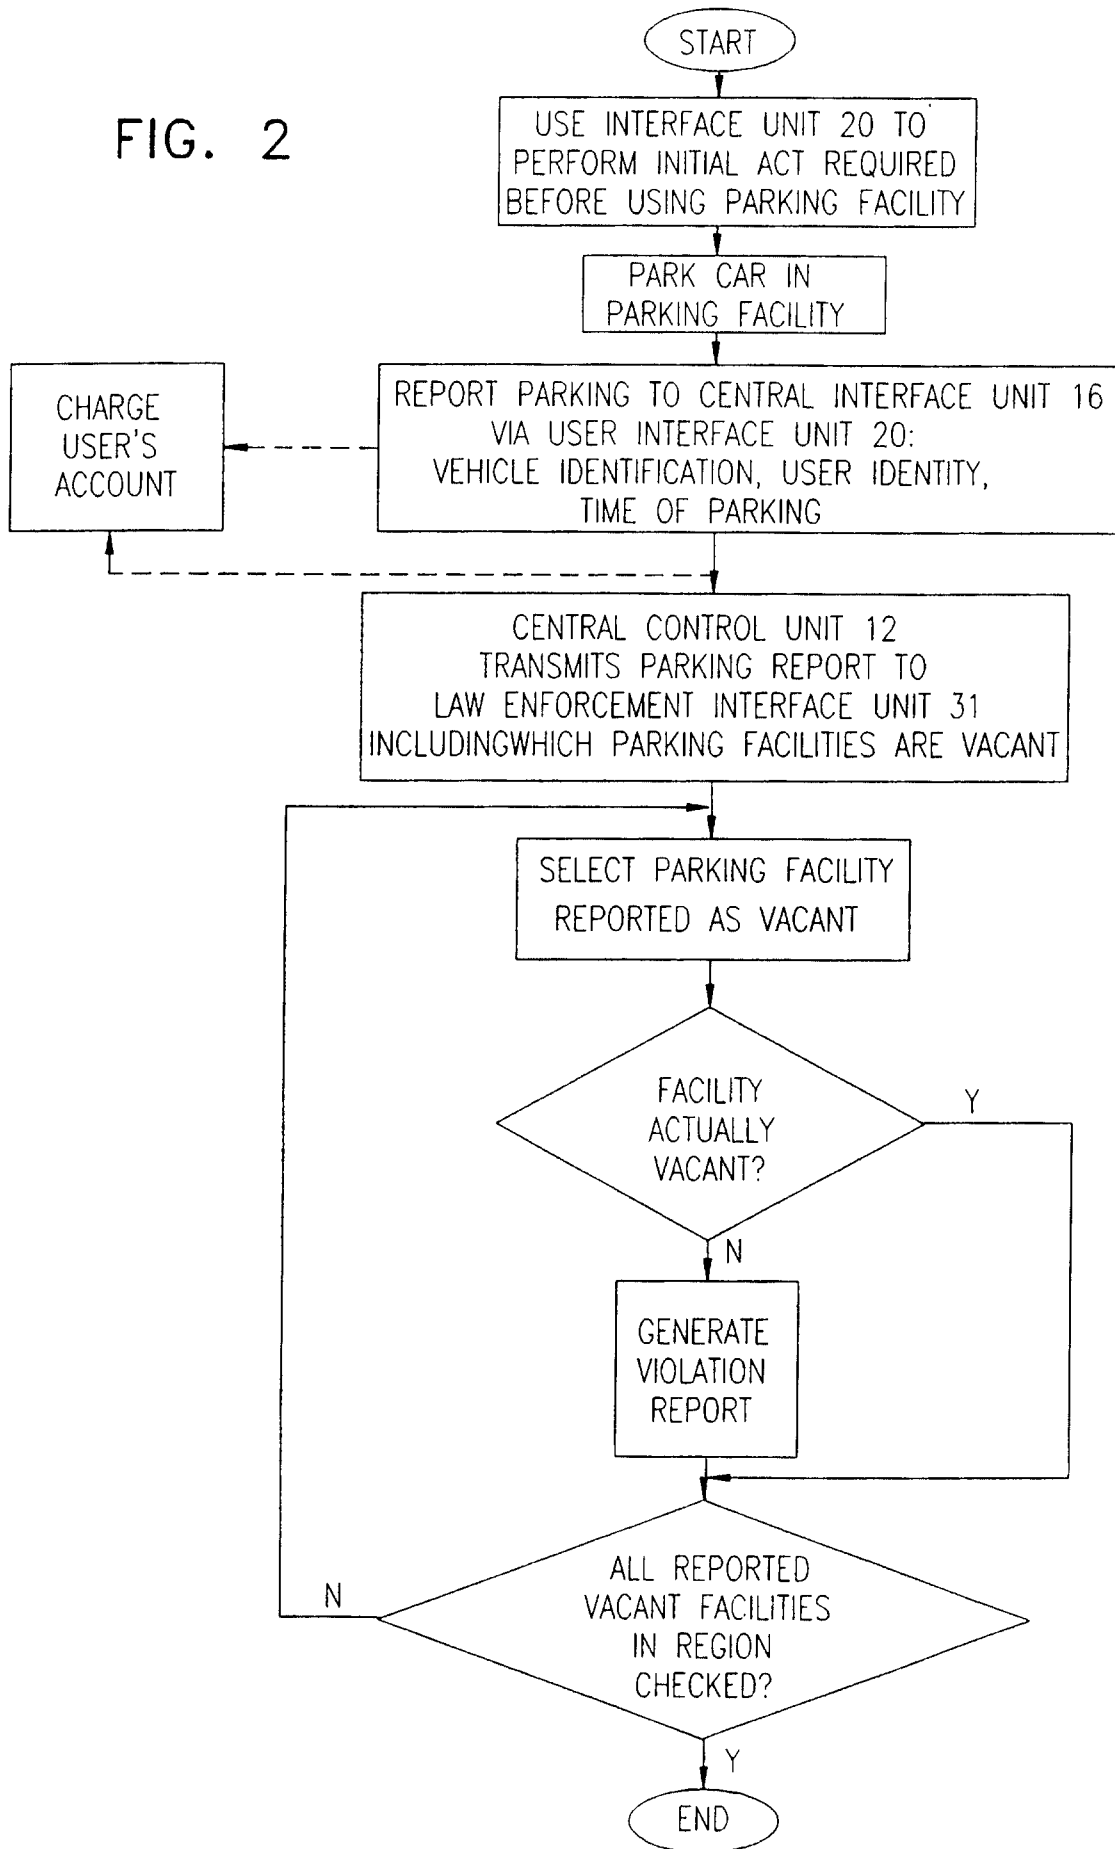 START
FIG. 2
USE INTERFACE UNIT 20 TO
PERFORM INITIAL ACT REQUIRED
BEFORE USING PARKING FACILITY
PARK CAR IN
PARKING FACILITY
CHARGE
USER'S
ACCOUNT
REPORT PARKING TO CENTRAL INTERFACE UNIT 16
VIA USER INTERFACE UNIT 20:
VEHICLE IDENTIFICATION, USER IDENTITY,
TIME OF PARKING
CENTRAL CONTROL UNIT 12
TRANSMITS PARKING REPORT TO
LAW ENFORCEMENT INTERFACE UNIT 31
INCLUDINGWHICH PARKING FACILITIES ARE VACANT
SELECT PARKING FACILITY
REPORTED AS VACANT
FACILITY
ACTUALLY
VACANT?
Y
N
GENERATE
VIOLATION
REPORT
ALL REPORTED
VACANT FACILITIES
IN REGION
CHECKED?
N
Y
END